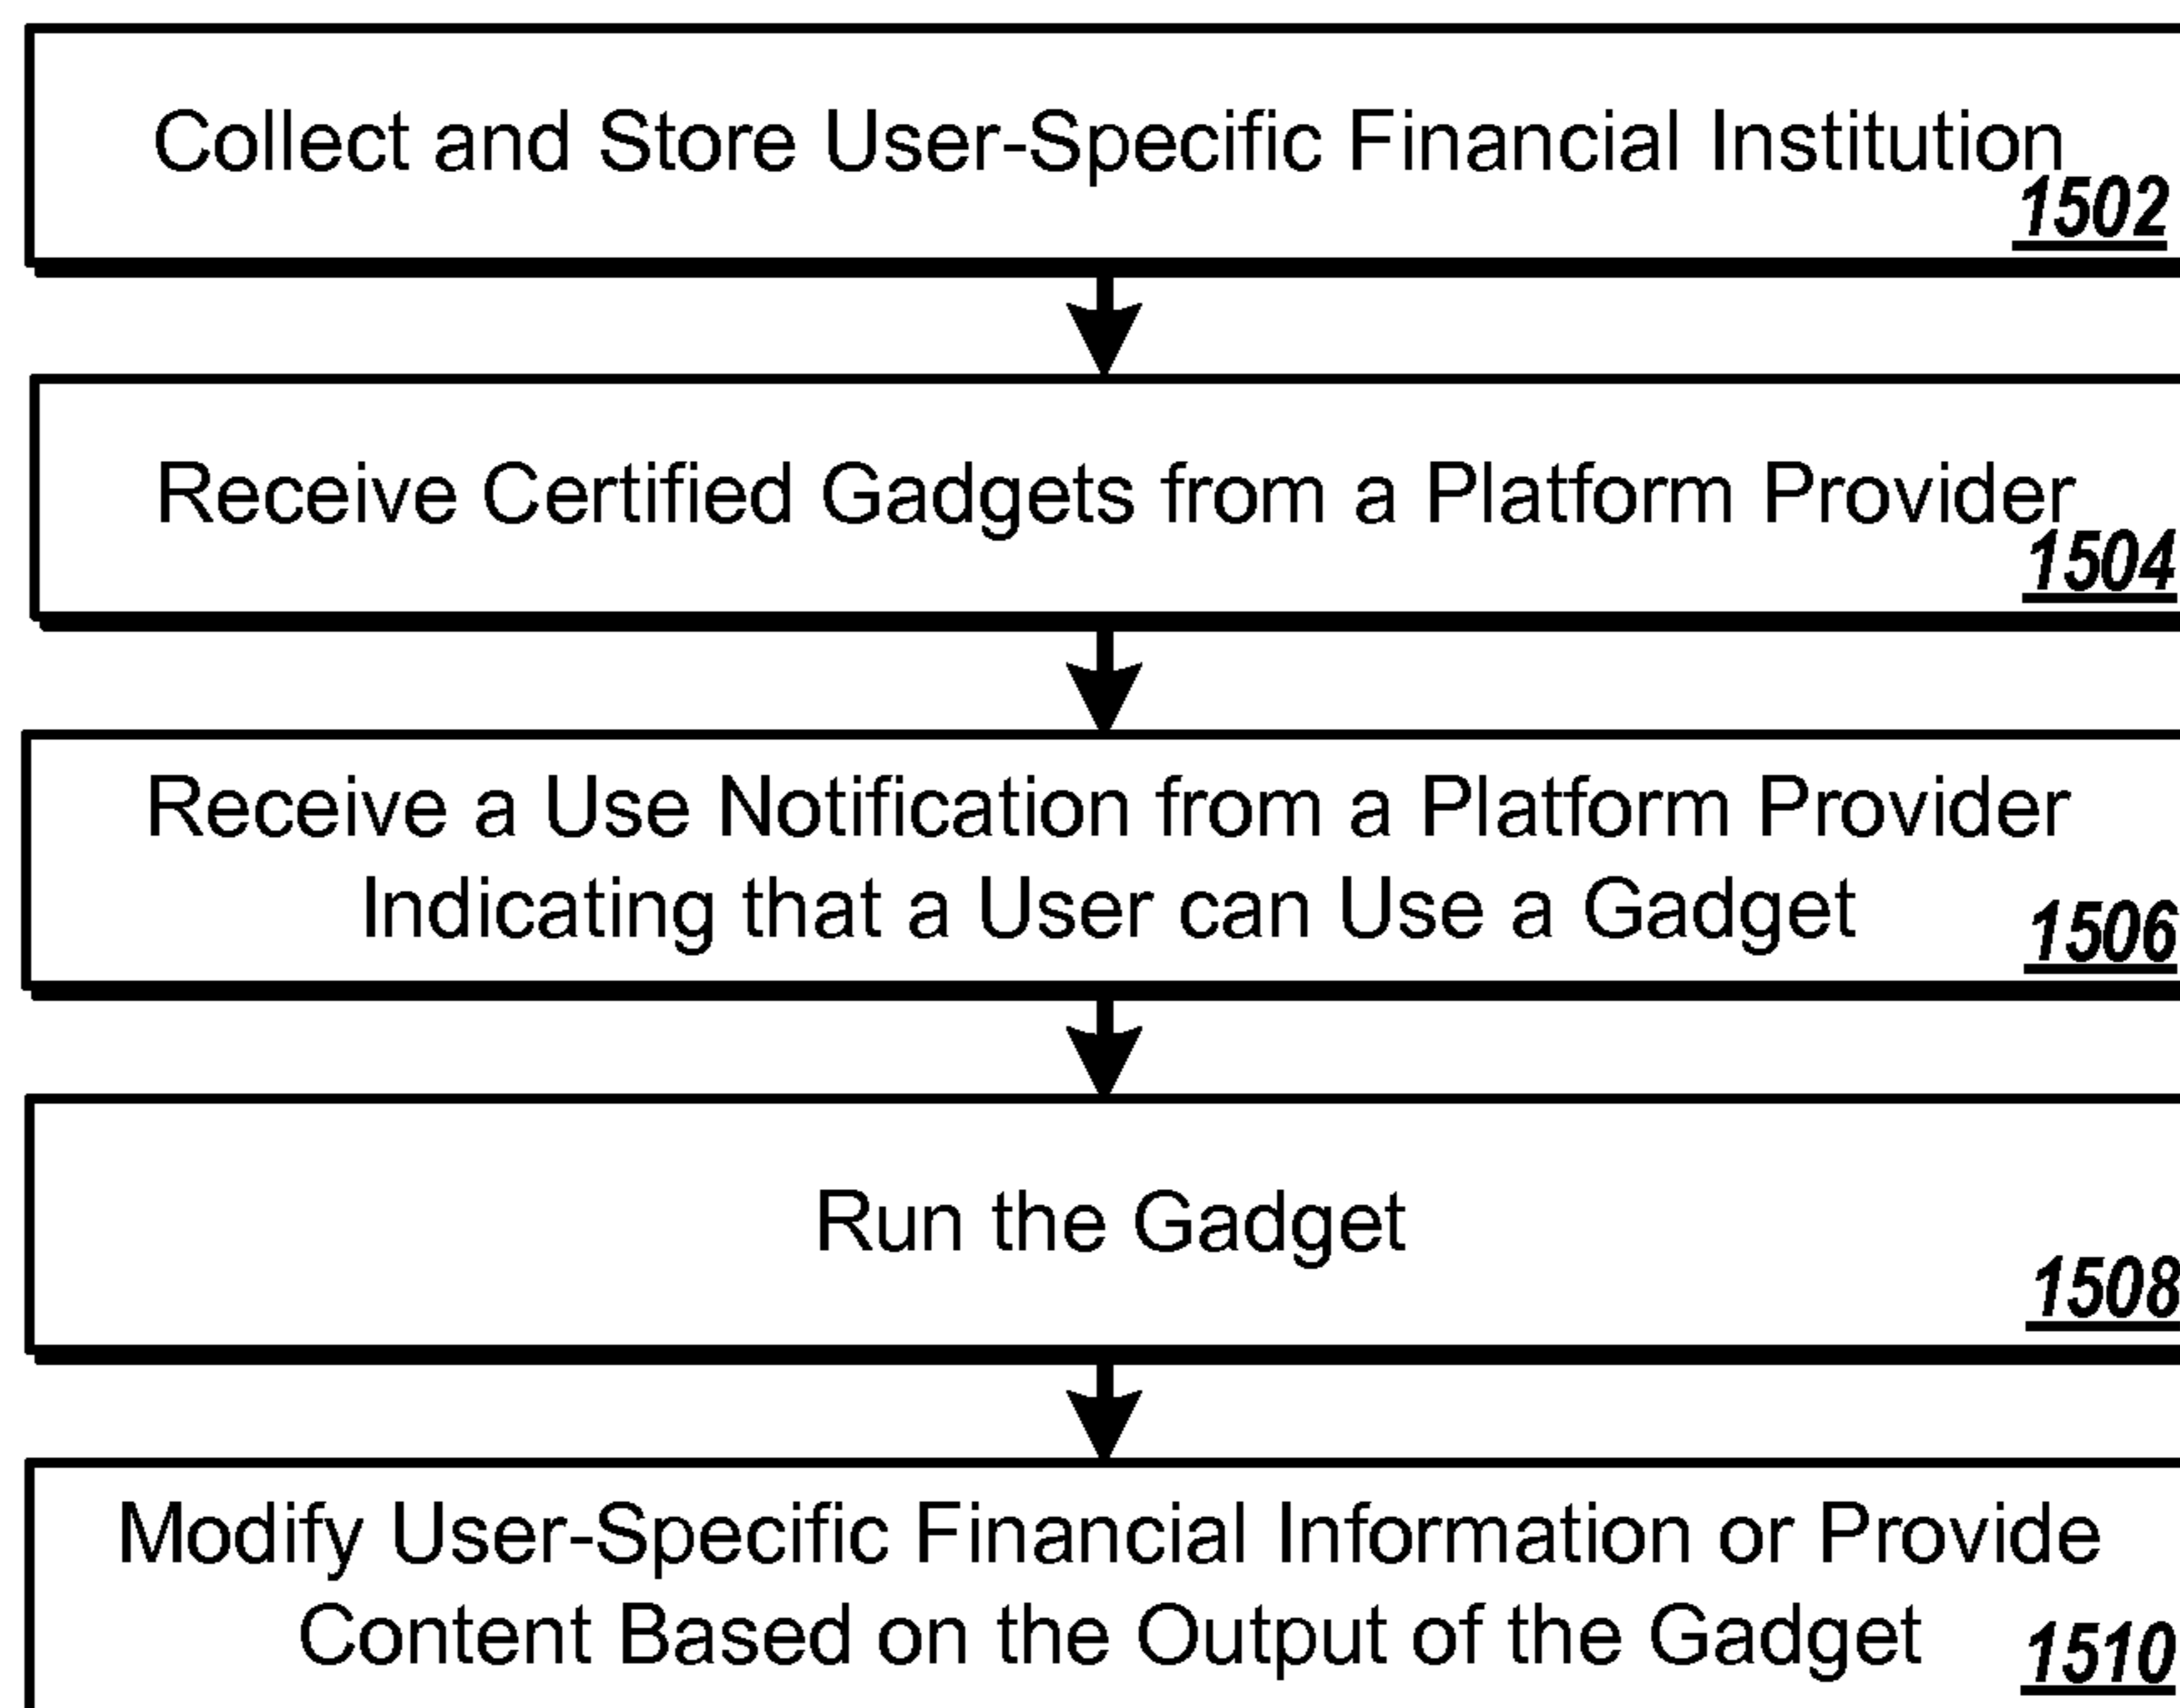 Collect and Store User-Specific Financial Institution
1502
Receive Certified Gadgets from a Platform Provider
1504
Receive a Use Notification from a Platform Provider
Indicating that a User can Use a Gadget
1506
Run the Gadget
1508
Modify User-Specific Financial Information or Provide
Content Based on the Output of the Gadget
1510